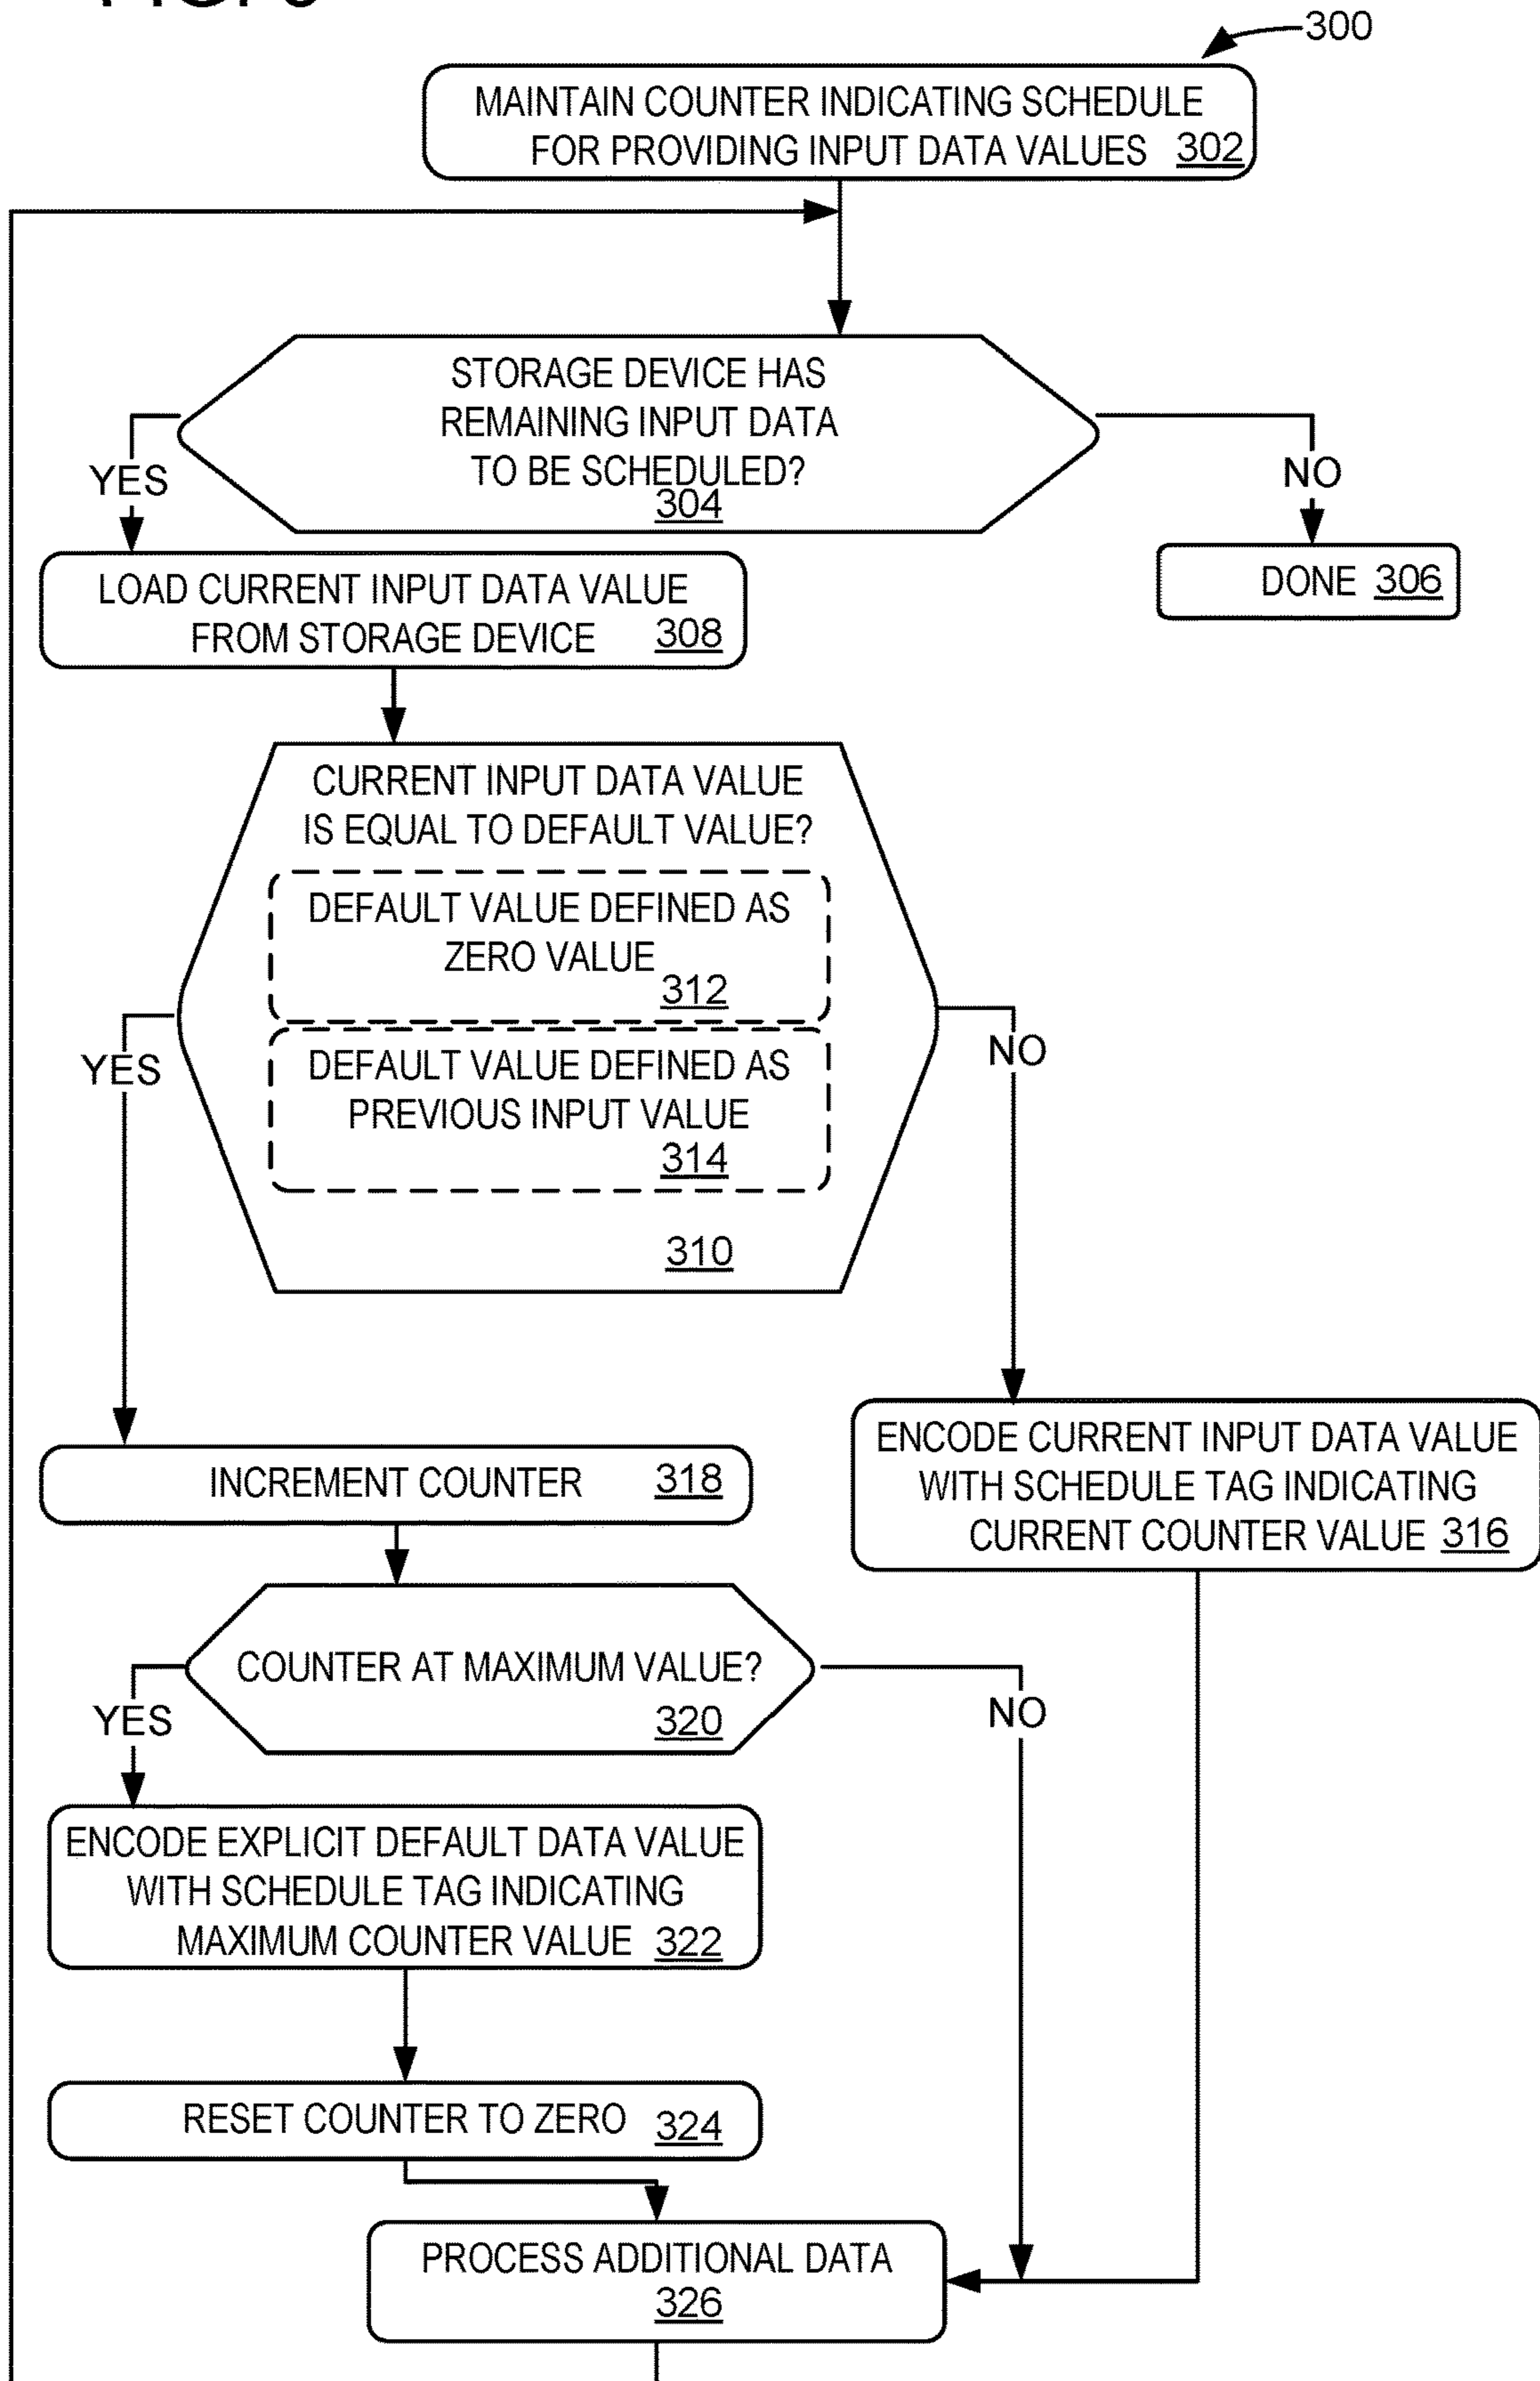 300
MAINTAIN COUNTER INDICATING SCHEDULE
FOR PROVIDING INPUT DATA VALUES 302
STORAGE DEVICE HAS
REMAINING INPUT DATA
TO BE SCHEDULED?
304
YES
NO
LOAD CURRENT INPUT DATA VALUE
FROM STORAGE DEVICE 308
DONE 306
CURRENT INPUT DATA VALUE
IS EQUAL TO DEFAULT VALUE?
DEFAULT VALUE DEFINED AS
ZERO VALUE
312
DEFAULT VALUE DEFINED AS
PREVIOUS INPUT VALUE
314
310
YES
NO
INCREMENT COUNTER 318
ENCODE CURRENT INPUT DATA VALUE
WITH SCHEDULE TAG INDICATING
CURRENT COUNTER VALUE 316
COUNTER AT MAXIMUM VALUE?
320
YES
NO
ENCODE EXPLICIT DEFAULT DATA VALUE
WITH SCHEDULE TAG INDICATING
MAXIMUM COUNTER VALUE 322
RESET COUNTER TO ZERO 324
PROCESS ADDITIONAL DATA
326